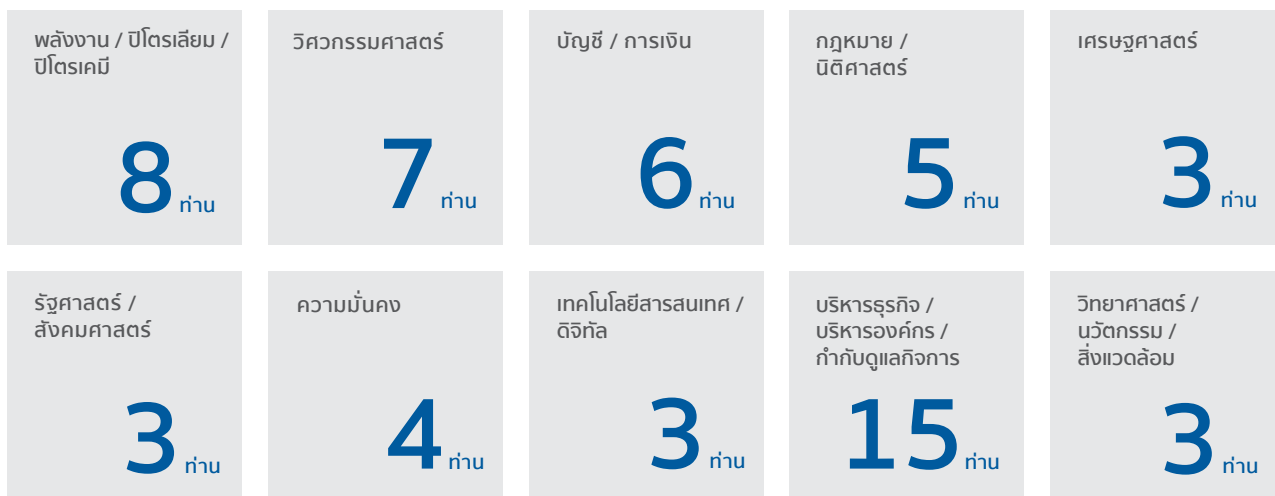 พลังงาน / ปิโตรเลียม /
ปิโตรเคมี
8 ท่าน
วิศวกรรมศาสตร์
7 ท่าน
บัญชี / การเงิน
6 ท่าน
กฎหมาย /
นิติศาสตร์
5 ท่าน
เศรษฐศาสตร์
3 ท่าน
รัฐศาสตร์ /
สังคมศาสตร์
3 ท่าน
ความมั่นคง
4 ท่าน
เทคโนโลยีสารสนเทศ /
ดิจิทัล
3 ท่าน
บริหารธุรกิจ /
บริหารองค์กร /
กำกับดูแลกิจการ
15 ท่าน
วิทยาศาสตร์ /
นวัตกรรม /
สิ่งแวดล้อม
3 ท่าน